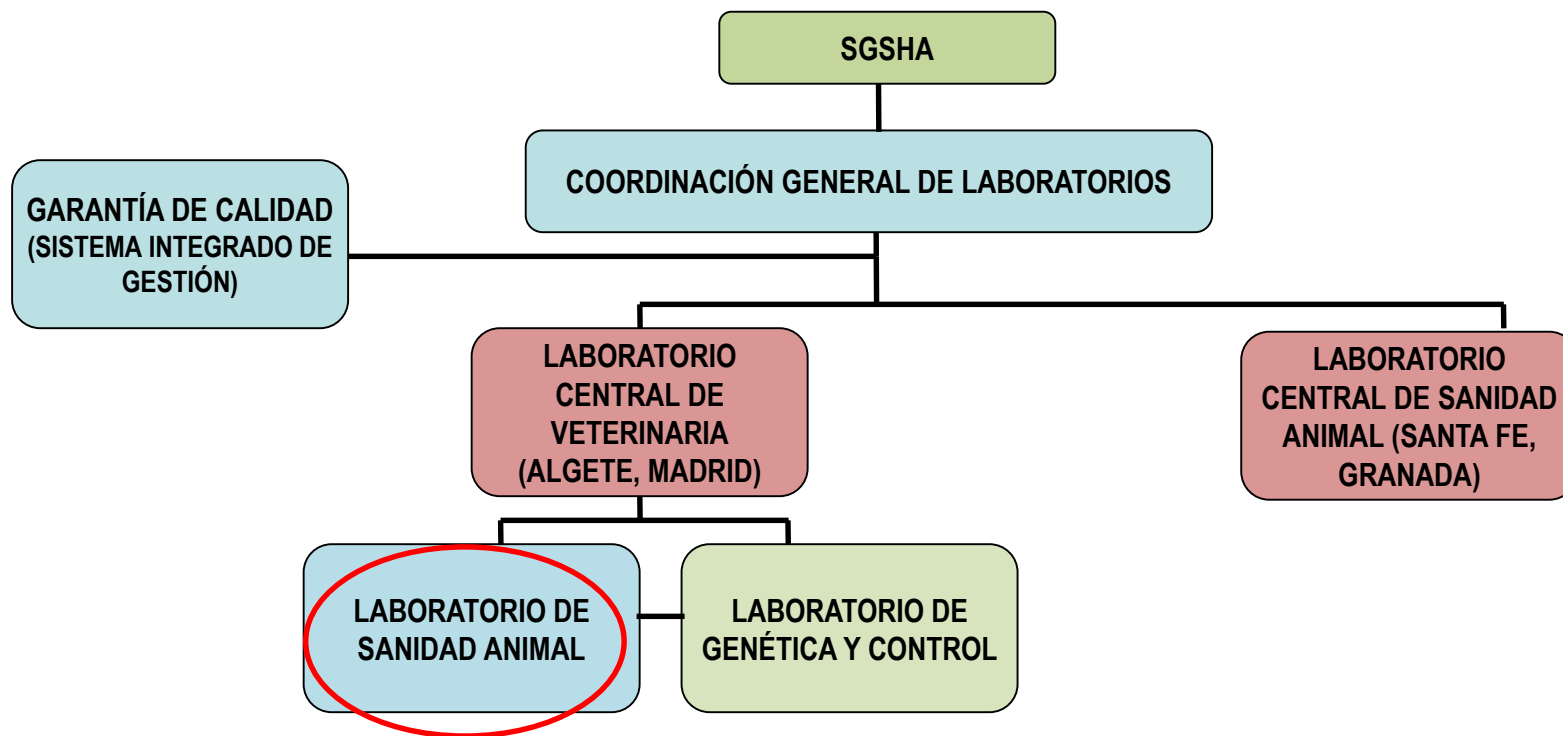 SGSHA
COORDINACIÓN GENERAL DE LABORATORIOS
GARANTÍA DE CALIDAD
(SISTEMA INTEGRADO DE
GESTIÓN)
LABORATORIO
CENTRAL DE
VETERINARIA
(ALGETE, MADRID)
LABORATORIO
CENTRAL DE SANIDAD
ANIMAL (SANTA FE,
GRANADA)
LABORATORIO DE
SANIDAD ANIMAL
LABORATORIO DE
GENÉTICA Y CONTROL